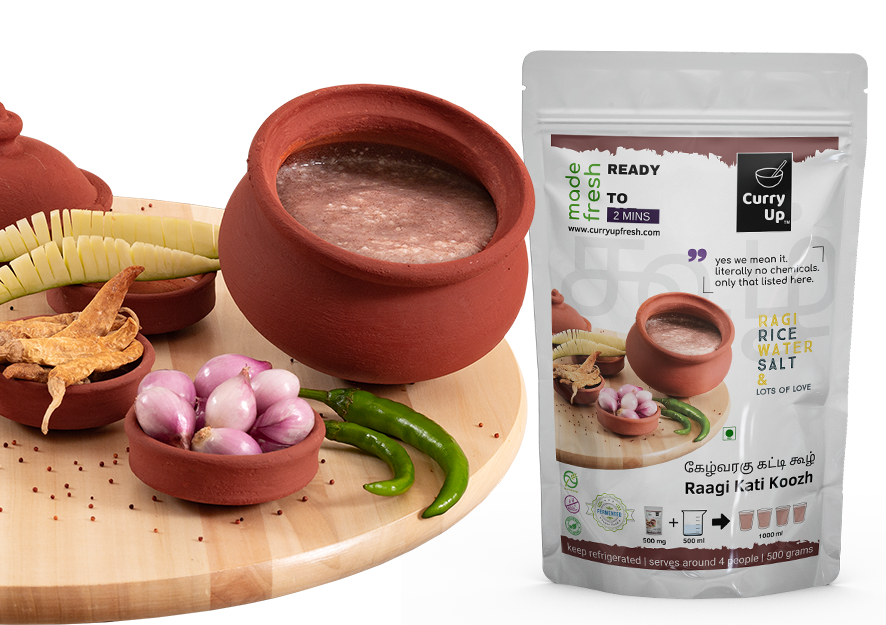 made
fresh
READY
TO
2 MINS
www.curryupfresh.com
Curry
Up
TM
yes we mean it.
literally no chemicals.
only that listed here.
கூழ்
RAGI
RICE
WATER
SALT
&
LOTS OF LOVE
கேழ்வரகு கட்டி கூழ்
Raagi Kati Koozh
FERMENTED
500 mg
+
500 ml
1000 ml
keep refrigerated | serves around 4 people | 500 grams